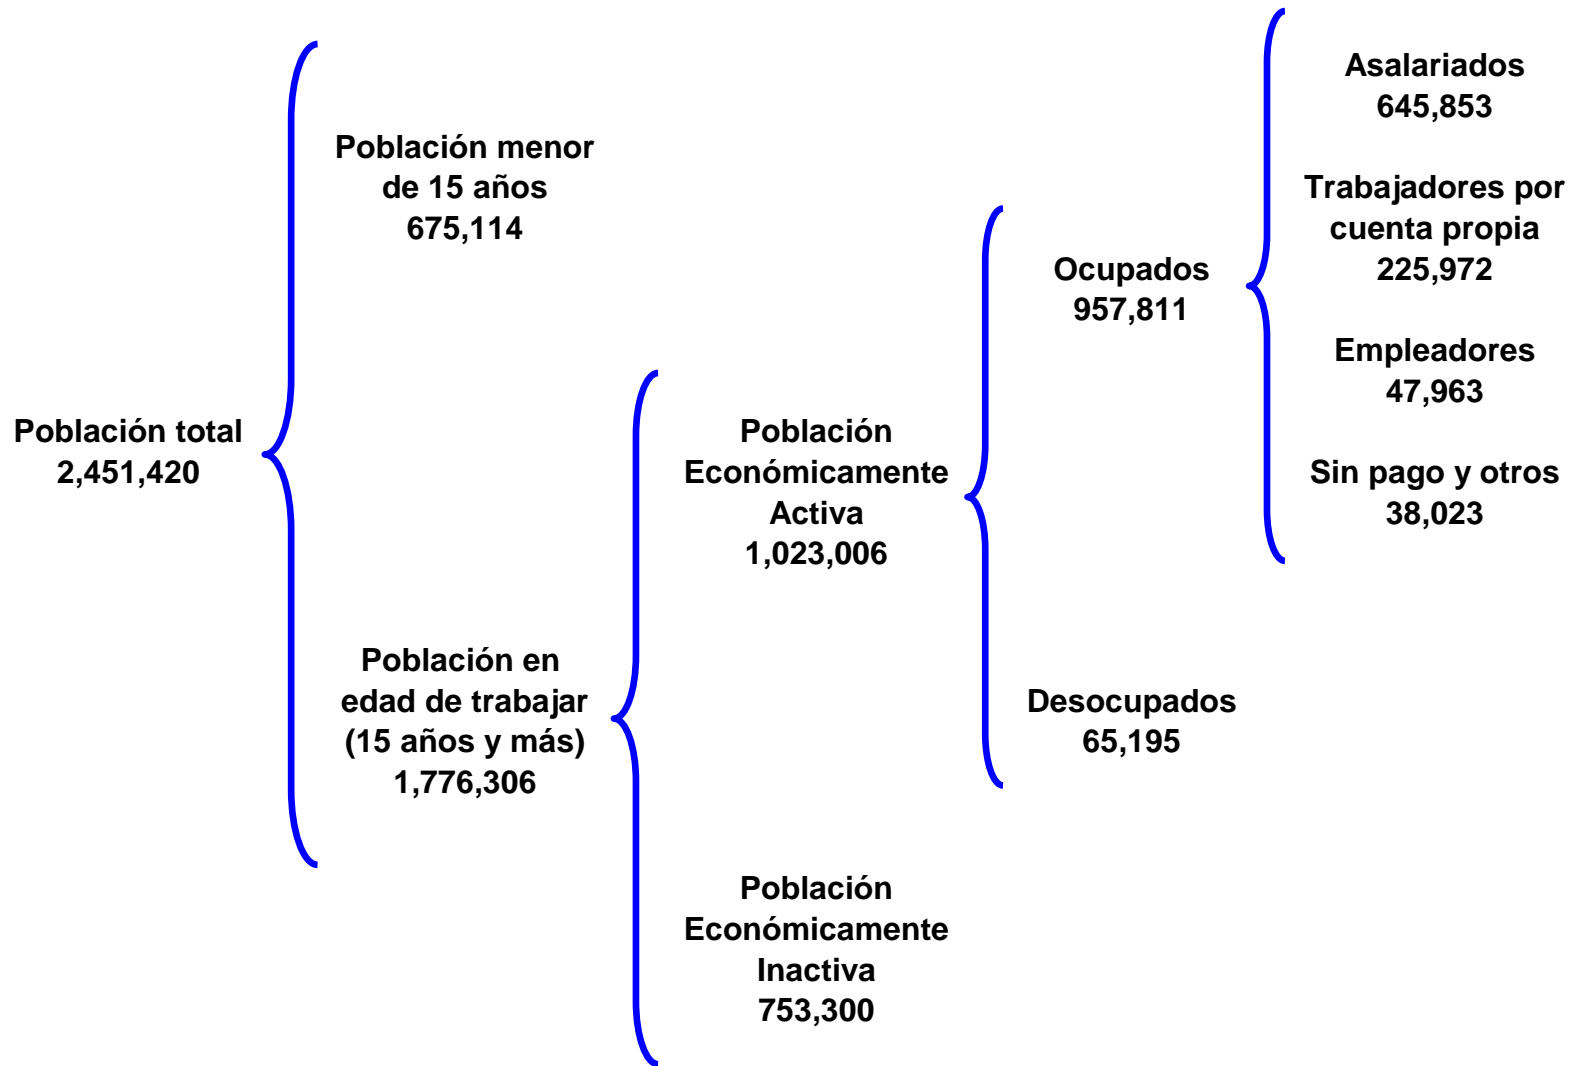 Población total
2,451,420
Población menor
de 15 años
675,114
Población en
edad de trabajar
(15 años y más)
1,776,306
Población
Económicamente
Activa
1,023,006
Población
Económicamente
Inactiva
753,300
Ocupados
957,811
Desocupados
65,195
Asalariados
645,853
Trabajadores por
cuenta propia
225,972
Empleadores
47,963
Sin pago y otros
38,023